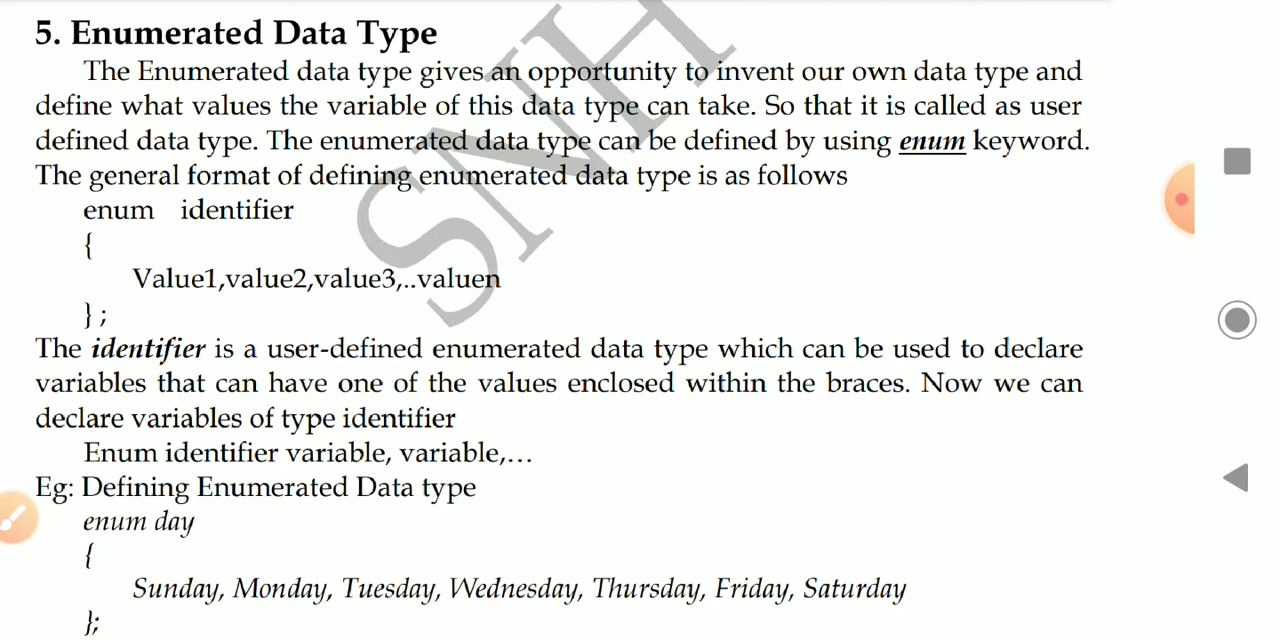 5. Enumerated Data Type
The Enumerated data type gives an opportunity to invent our own data type and
define what values the variable of this data type can take. So that it is called as user
defined data type. The enumerated data type can be defined by using enum keyword.
The general format of defining enumerated data type is as follows
enum identifier
{
Value1,value2,value3,..valuen
} ;
The identifier is a user-defined enumerated data type which can be used to declare
variables that can have one of the values enclosed within the braces. Now we can
declare variables of type identifier
Enum identifier variable, variable,...
Eg: Defining Enumerated Data type
enum day
{
Sunday, Monday, Tuesday, Wednesday, Thursday, Friday, Saturday
};
SNH